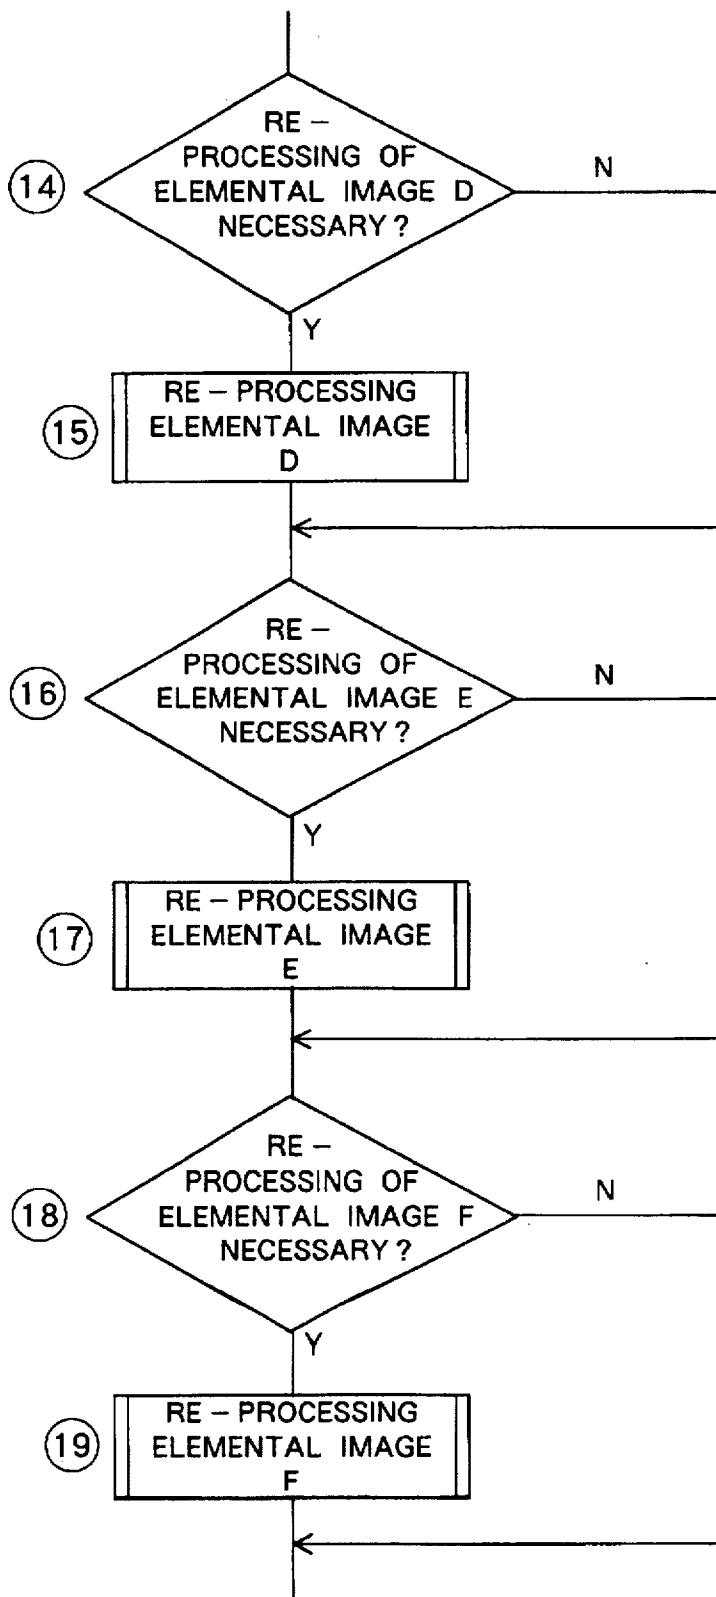 RE –
PROCESSING OF
14
ELEMENTAL IMAGE D
N
NECESSARY ?
Y
RE – PROCESSING
15
ELEMENTAL IMAGE
D
RE –
PROCESSING OF
16
ELEMENTAL IMAGE E
N
NECESSARY ?
Y
RE – PROCESSING
17
ELEMENTAL IMAGE
E
RE –
PROCESSING OF
18
ELEMENTAL IMAGE F
N
NECESSARY ?
Y
RE – PROCESSING
19
ELEMENTAL IMAGE
F